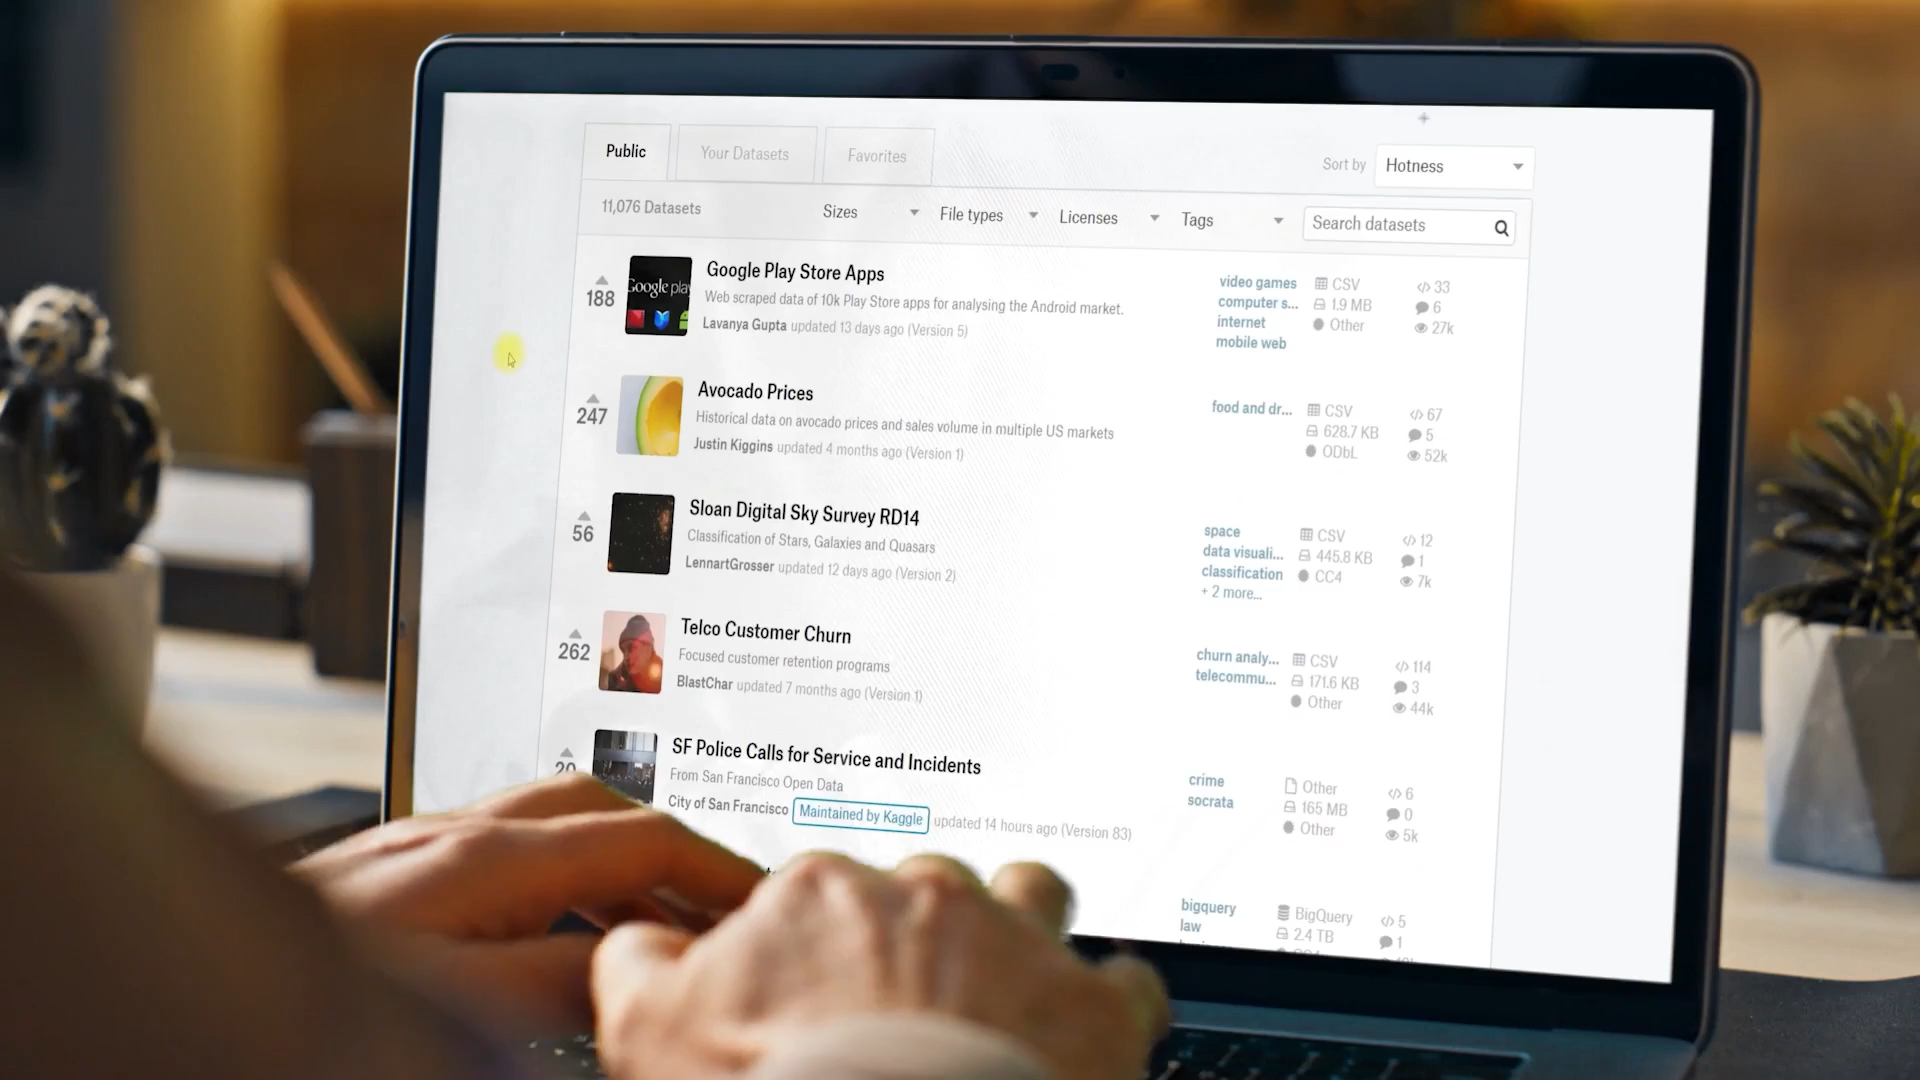 Public
Your Datasets
Favorites
Sort by
Hotness
11,076 Datasets
Sizes
File types
Licenses
Tags
Search datasets
188
Google play
Google Play Store Apps
Web scraped data of 10k Play Store apps for analysing the Android market.
Lavanya Gupta updated 13 days ago (Version 5)
video games
computer s...
internet
mobile web
CSV
1.9 MB
Other
33
6
27k
247
Avocado Prices
Historical data on avocado prices and sales volume in multiple US markets
Justin Kiggins updated 4 months ago (Version 1)
food and dr...
CSV
628.7 KB
ODbL
67
5
52k
56
Sloan Digital Sky Survey RD14
Classification of Stars, Galaxies and Quasars
LennartGrosser updated 12 days ago (Version 2)
space
data visuali...
classification
+ 2 more...
CSV
445.8 KB
CC4
12
1
7k
262
Telco Customer Churn
Focused customer retention programs
BlastChar updated 7 months ago (Version 1)
churn analy...
telecommu...
CSV
171.6 KB
Other
114
3
44k
SF Police Calls for Service and Incidents
From San Francisco Open Data
City of San Francisco Maintained by Kaggle updated 14 hours ago (Version 83)
crime
socrata
Other
165 MB
Other
6
0
5k
bigquery
law
BigQuery
2.4 TB
5
1